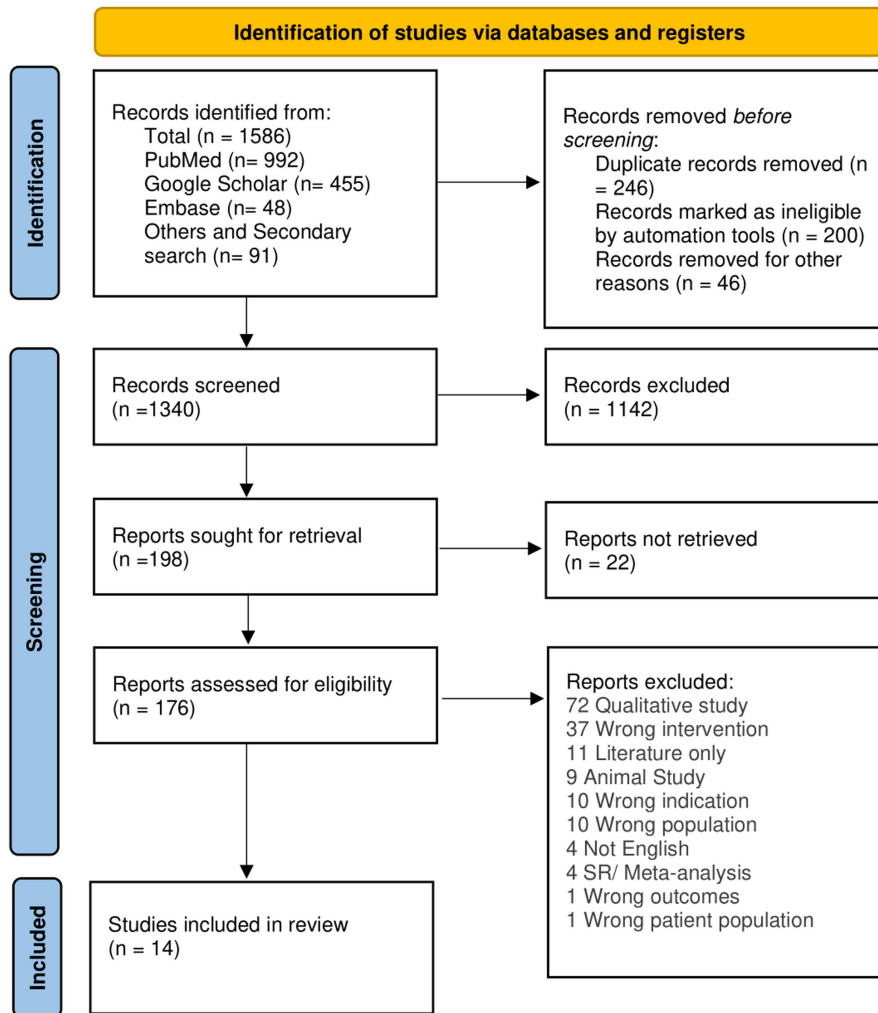 Identification of studies via databases and registers
Identification
Records identified from:
Total (n = 1586)
PubMed (n= 992)
Google Scholar (n= 455)
Embase (n= 48)
Others and Secondary
search (n= 91)
Records removed before
screening:
Duplicate records removed (n
= 246)
Records marked as ineligible
by automation tools (n = 200)
Records removed for other
reasons (n = 46)
Screening
Records screened
(n =1340)
Records excluded
(n = 1142)
Reports sought for retrieval
(n =198)
Reports not retrieved
(n = 22)
Reports assessed for eligibility
(n = 176)
Reports excluded:
72 Qualitative study
37 Wrong intervention
11 Literature only
9 Animal Study
10 Wrong indication
10 Wrong population
4 Not English
4 SR/ Meta-analysis
1 Wrong outcomes
1 Wrong patient population
Included
Studies included in review
(n = 14)